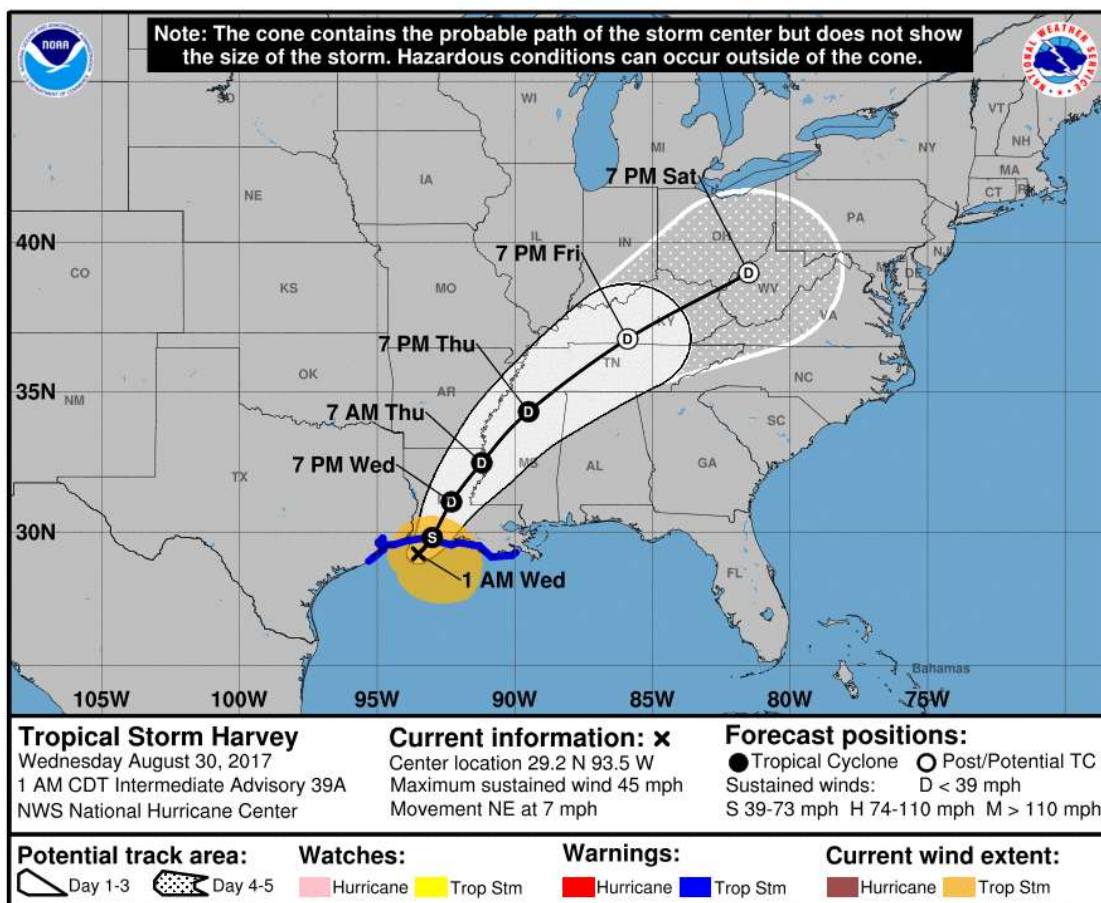 Note: The cone contains the probable path of the storm center but does not show
the size of the storm. Hazardous conditions can occur outside of the cone.
NOAA
NATIONAL WEATHER SERVICE
SD
WI
MI
NY
VT
NH
MA
CT
RI
7 PM Sat
NE
IA
PA
40N
CO
KS
MO
IL
IN
OH
NJ
MD
DE
7 PM Fri
WV
VA
KY
7 PM Thu
TN
35N
NM
OK
AR
NC
7 AM Thu
SC
7 PM Wed
TX
MS
AL
GA
30N
1 AM Wed
FL
Bahamas
D
D
D
D
D
S
105W
100W
95W
90W
85W
80W
75W
Tropical Storm Harvey
Wednesday August 30, 2017
1 AM CDT Intermediate Advisory 39A
NWS National Hurricane Center
Current information: ×
Center location 29.2 N 93.5 W
Maximum sustained wind 45 mph
Movement NE at 7 mph
Forecast positions:
Tropical Cyclone Post/Potential TC
Sustained winds: D < 39 mph
S 39-73 mph H 74-110 mph M > 110 mph
Potential track area:
Day 1-3 Day 4-5
Watches:
Hurricane Trop Stm
Warnings:
Hurricane Trop Stm
Current wind extent:
Hurricane Trop Stm